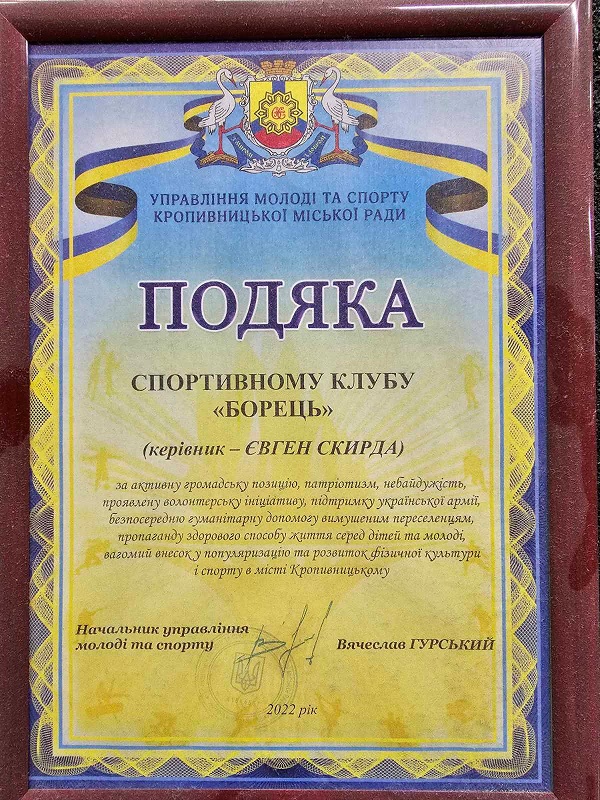 УПРАВЛІННЯ МОЛОДІ ТА СПОРТУ
КРОПИВНИЦЬКОЇ МІСЬКОЇ РАДИ
ПОДЯКА
СПОРТИВНОМУ КЛУБУ
«БОРЕЦЬ»
(керівник – ЄВГЕН СКИРДА)
за активну громадську позицію, патріотизм, небайдужість,
проявлену волонтерську ініціативу, підтримку української армії,
безпосередню гуманітарну допомогу вимушеним переселенцям,
пропаганду здорового способу життя серед дітей та молоді,
вагомий внесок у популяризацію та розвиток фізичної культури
і спорту в місті Кропивницькому
Начальник управління
молоді та спорту
Вячеслав ГУРСЬКИЙ
2022 рік